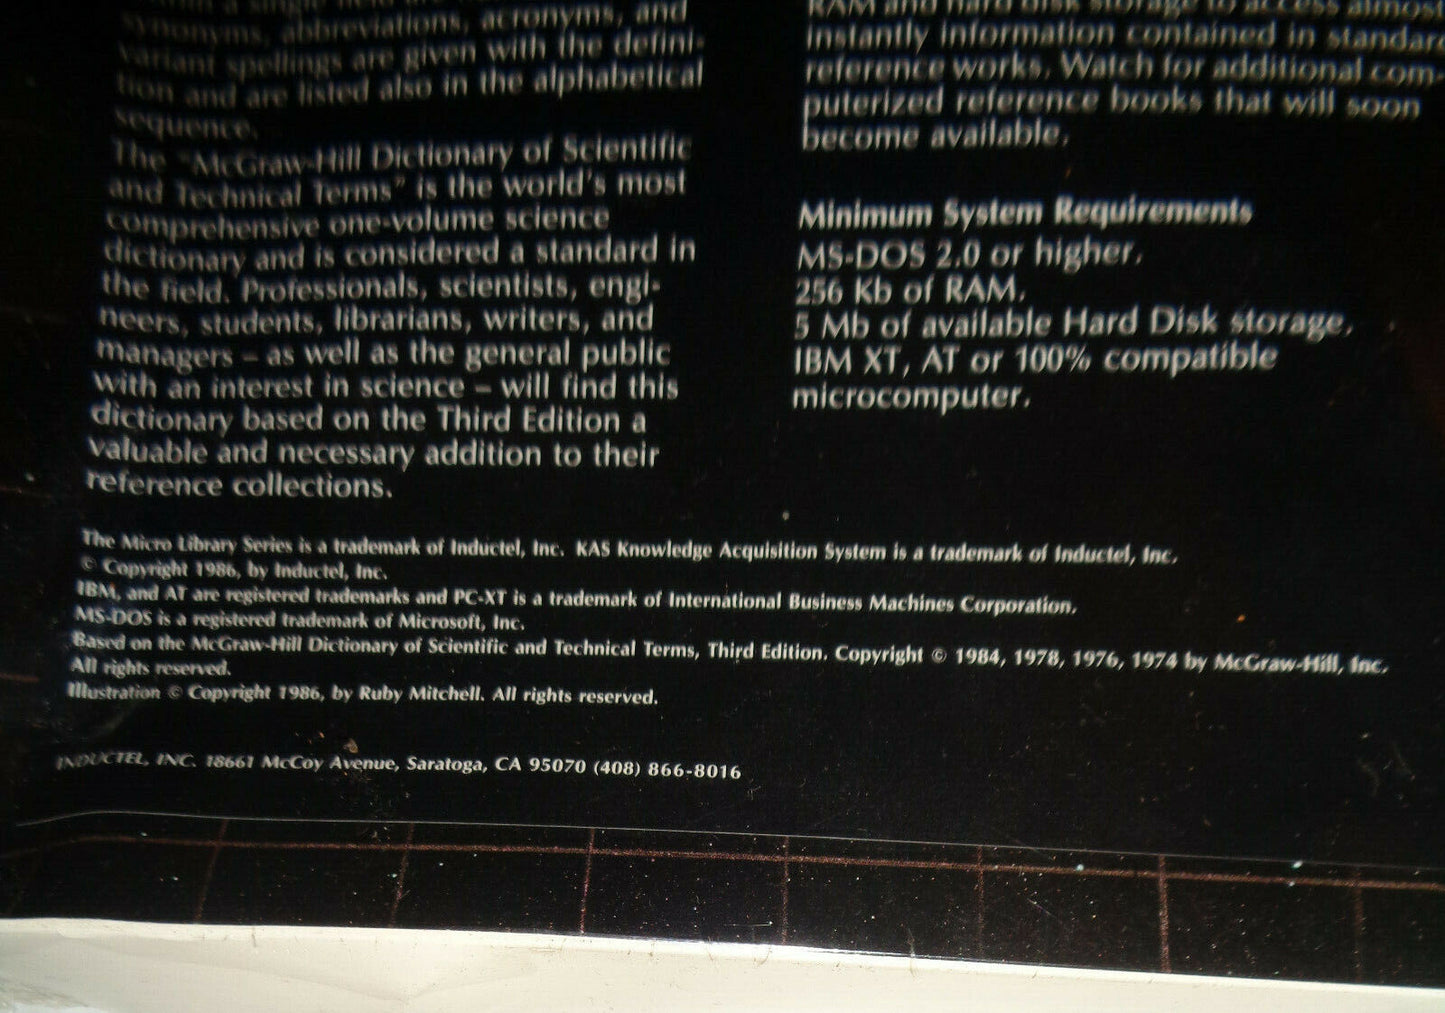 synonyms, abbreviations, acronyms, and
variant spellings are given with the defini-
tion and are listed also in the alphabetical
sequence.
The "McGraw-Hill Dictionary of Scientific
and Technical Terms" is the world's most
comprehensive one-volume science
dictionary and is considered a standard in
the field. Professionals, scientists, engi-
neers, students, librarians, writers, and
managers – as well as the general public
with an interest in science – will find this
dictionary based on the Third Edition a
valuable and necessary addition to their
reference collections.
RAM and hard disk storage to access almost
instantly information contained in standard
reference works. Watch for additional com-
puterized reference books that will soon
become available.
Minimum System Requirements
MS-DOS 2.0 or higher.
256 Kb of RAM.
5 Mb of available Hard Disk storage.
IBM XT, AT or 100% compatible
microcomputer.
The Micro Library Series is a trademark of Inductel, Inc. KAS Knowledge Acquisition System is a trademark of Inductel, Inc.
© Copyright 1986, by Inductel, Inc.
IBM, and AT are registered trademarks and PC-XT is a trademark of International Business Machines Corporation.
MS-DOS is a registered trademark of Microsoft, Inc.
Based on the McGraw-Hill Dictionary of Scientific and Technical Terms, Third Edition. Copyright © 1984, 1978, 1976, 1974 by McGraw-Hill, Inc.
All rights reserved.
Illustration © Copyright 1986, by Ruby Mitchell. All rights reserved.
INDUCTEL, INC. 18661 McCoy Avenue, Saratoga, CA 95070 (408) 866-8016